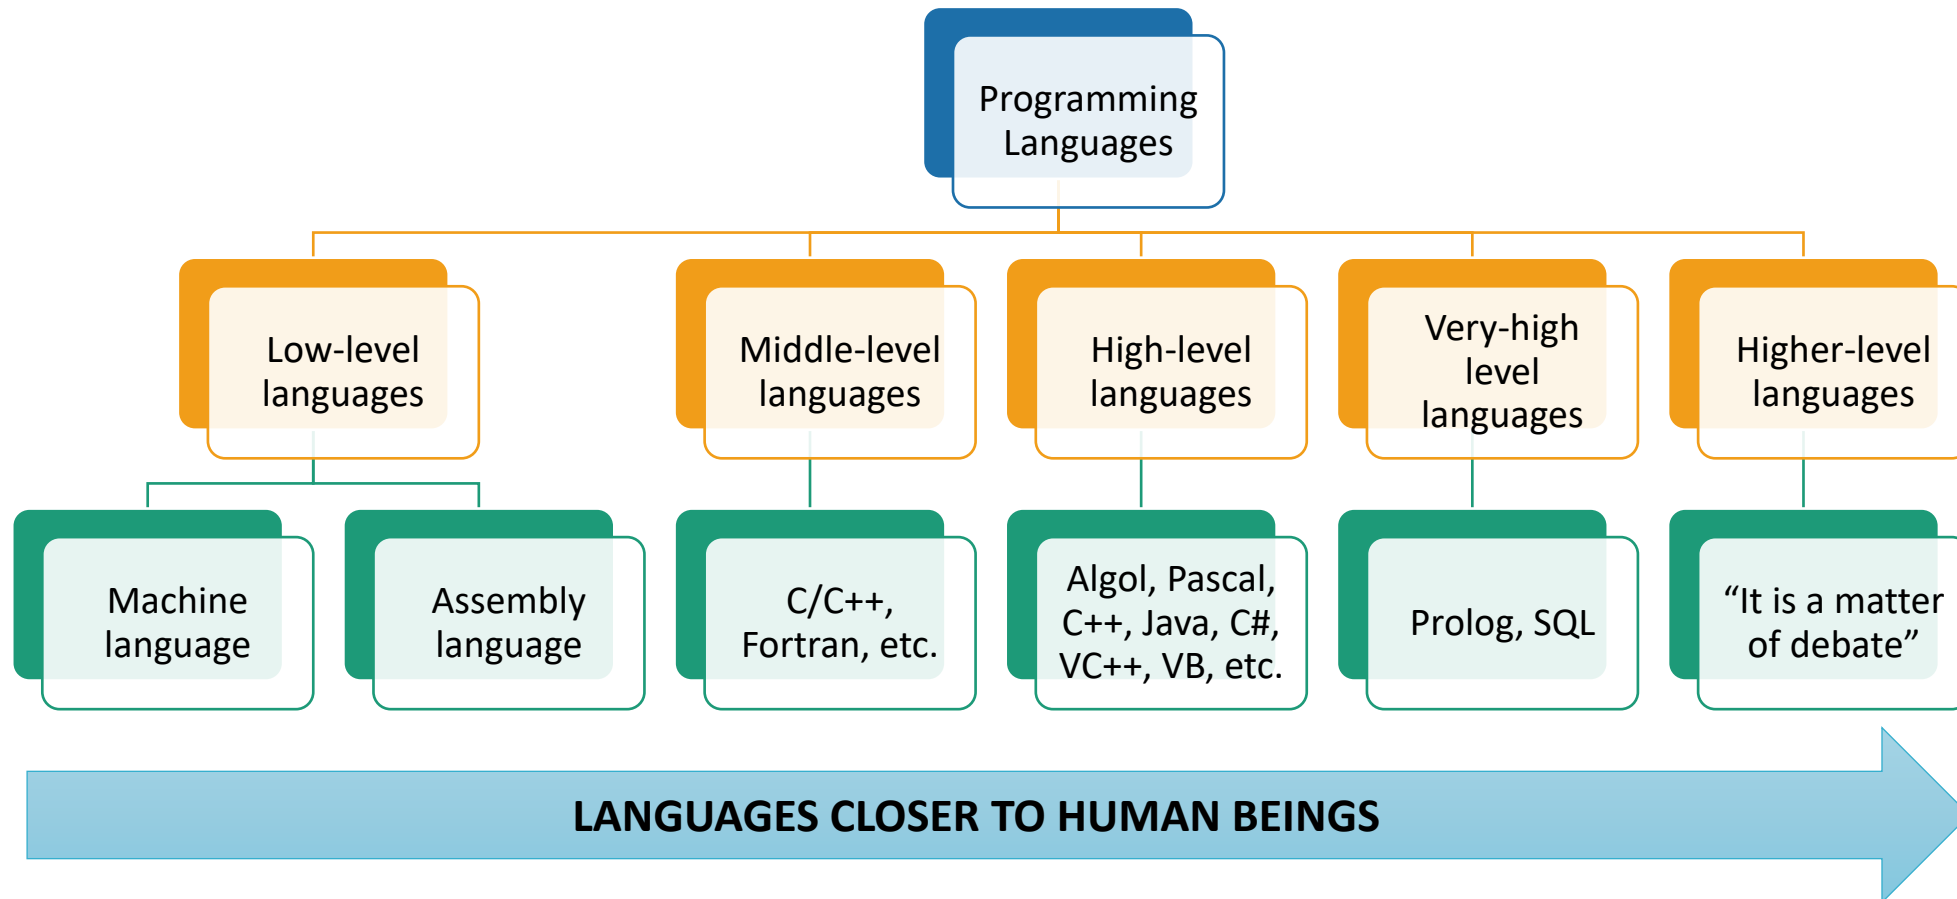 Programming
Languages
Low-level
languages
Middle-level
languages
High-level
languages
Very-high
level
languages
Higher-level
languages
Machine
language
Assembly
language
C/C++,
Fortran, etc.
Algol, Pascal,
C++, Java, C#,
VC++, VB, etc.
Prolog, SQL
“It is a matter
of debate”
LANGUAGES CLOSER TO HUMAN BEINGS